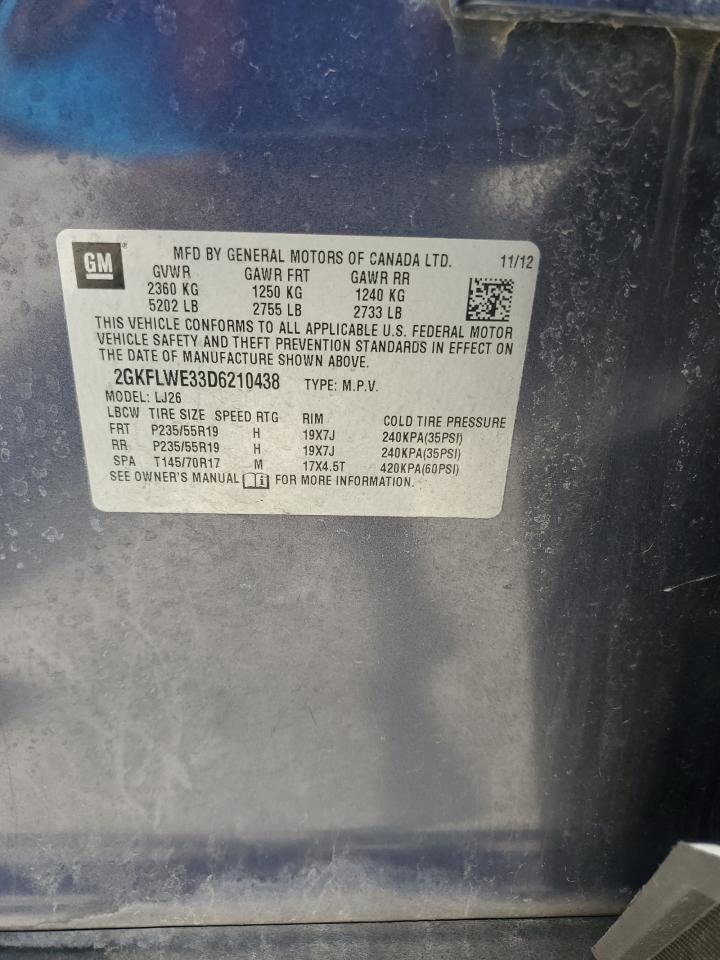 GM
MFD BY GENERAL MOTORS OF CANADA LTD. 11/12
GVWR GAWR FRT GAWR RR
2360 KG 1250 KG 1240 KG
5202 LB 2755 LB 2733 LB
THIS VEHICLE CONFORMS TO ALL APPLICABLE U.S. FEDERAL MOTOR
VEHICLE SAFETY AND THEFT PREVENTION STANDARDS IN EFFECT ON
THE DATE OF MANUFACTURE SHOWN ABOVE.
2GKFLWE33D6210438 TYPE: M.P.V.
MODEL: LJ26
LBCW TIRE SIZE SPEED RTG RIM COLD TIRE PRESSURE
FRT P235/55R19 H 19X7J 240KPA(35PSI)
RR P235/55R19 H 19X7J 240KPA(35PSI)
SPA T145/70R17 M 17X4.5T 420KPA(60PSI)
SEE OWNER'S MANUAL FOR MORE INFORMATION.